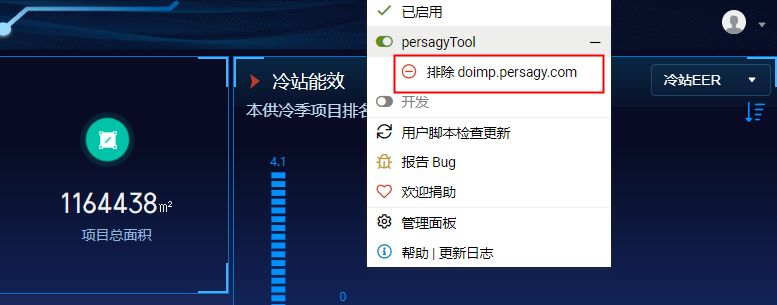 已启用
persagyTool
排除 doimp.persagy.com
开发
用户脚本检查更新
报告 Bug
欢迎捐助
管理面板
帮助 | 更新日志
冷站能效
冷站EER
本供冷季项目排名
4.1
0
1164438㎡
项目总面积